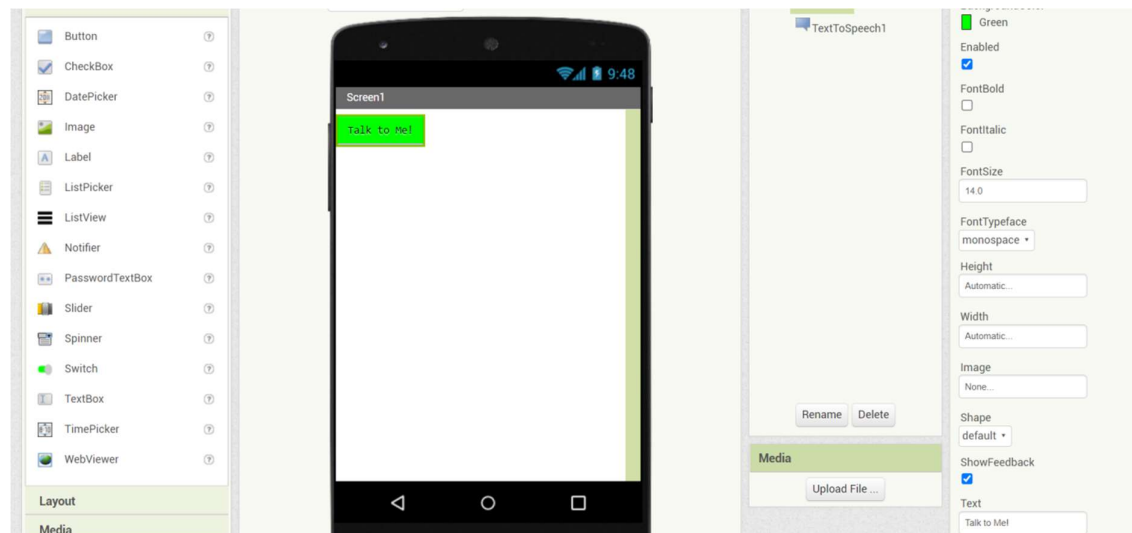 Button
CheckBox
DatePicker
Image
Label
ListPicker
ListView
Notifier
PasswordTextBox
Slider
Spinner
Switch
TextBox
TimePicker
WebViewer
Layout
Media
9:48
Screen1
Talk to Me!
TextToSpeech1
Rename Delete
Media
Upload File ...
BackgroundColor
Green
Enabled
FontBold
FontItalic
FontSize
14.0
FontTypeface
monospace
Height
Automatic...
Width
Automatic...
Image
None...
Shape
default
ShowFeedback
Text
Talk to Me!